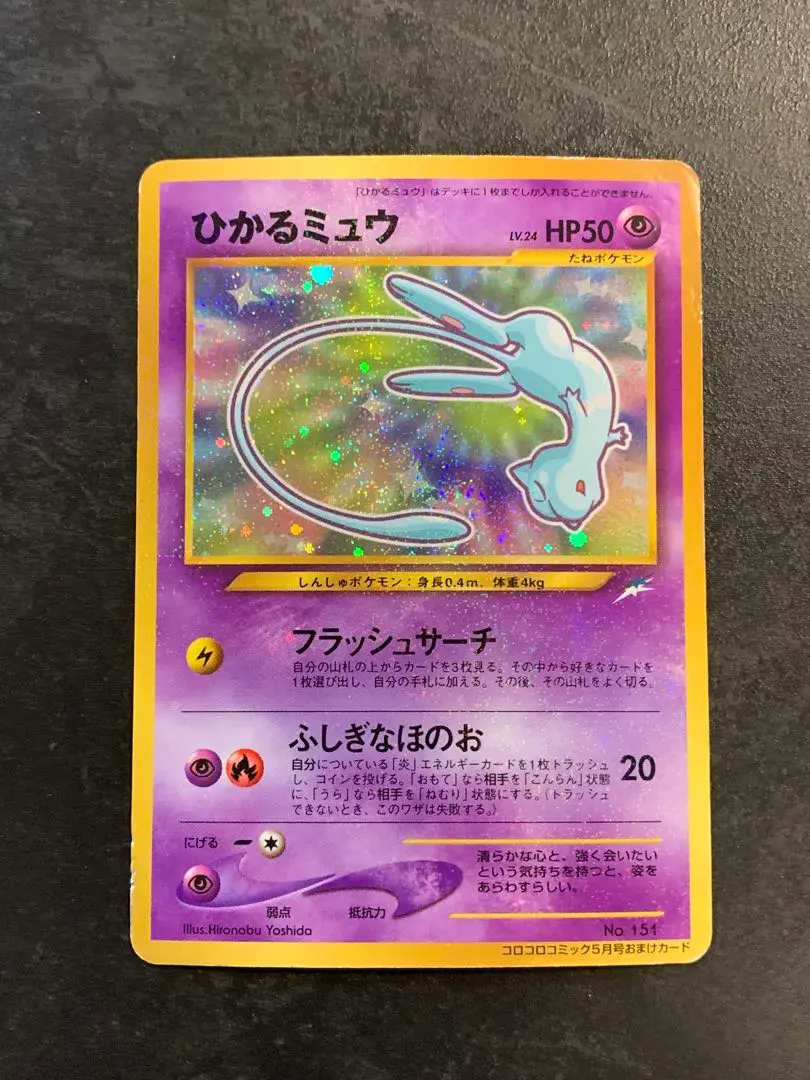 「ひかるミュウ」はデッキに1枚までしか入れることができません。
ひかるミュウ
LV.24 HP50
たねポケモン
しんしゅポケモン：身長0.4m、体重4kg
フラッシュサーチ
自分の山札の上からカードを3枚見る。その中から好きなカードを
1枚選び出し、自分の手札に加える。その後、その山札をよく切る。
ふしぎなほのお
20
自分についている「炎」エネルギーカードを1枚トラッシュ
し、コインを投げる。「おもて」なら相手を「こんらん」状態
に、「うら」なら相手を「ねむり」状態にする。（トラッシュ
できないとき、このワザは失敗する。）
にげる
弱点
抵抗力
清らかな心と、強く会いたい
という気持ちを持つと、姿を
あらわすらしい。
Illus.Hironobu Yoshida
No 151
コロコロコミック5月号おまけカード